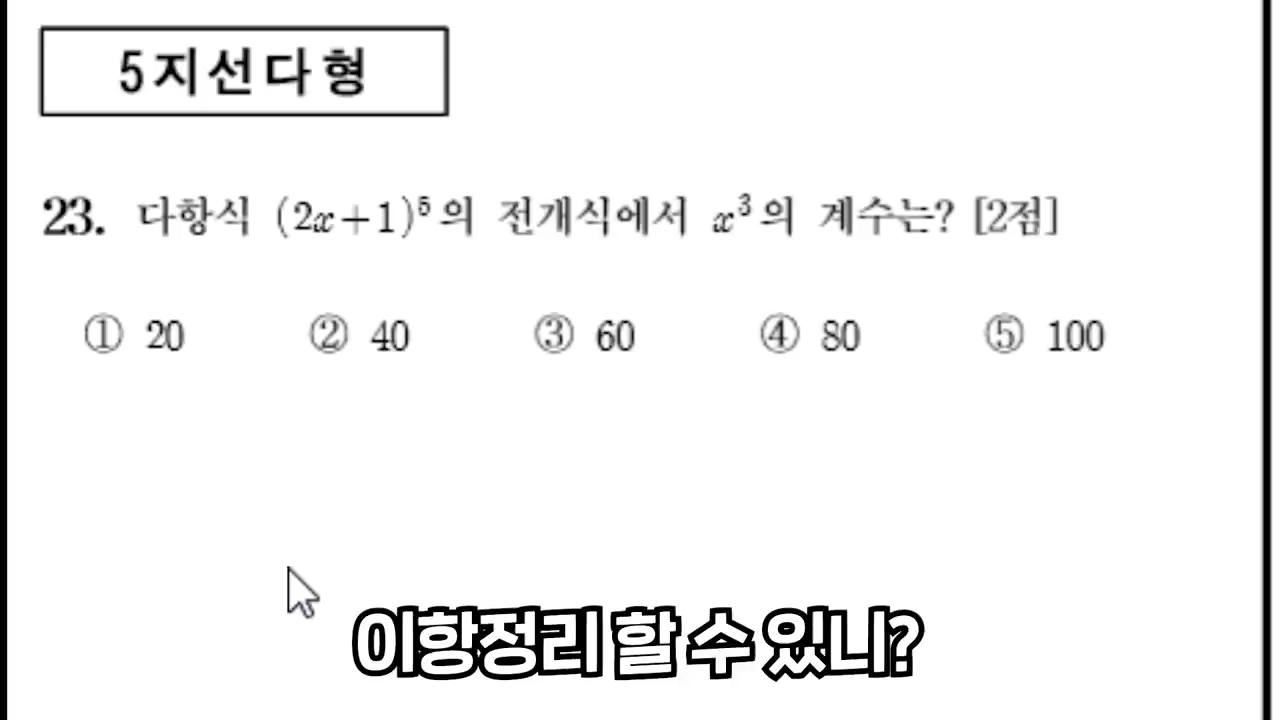 5지선다형
23. 다항식 (2x+1)⁵의 전개식에서 x³의 계수는? [2점]
① 20 ② 40 ③ 60 ④ 80 ⑤ 100
이항정리 할 수 있니?